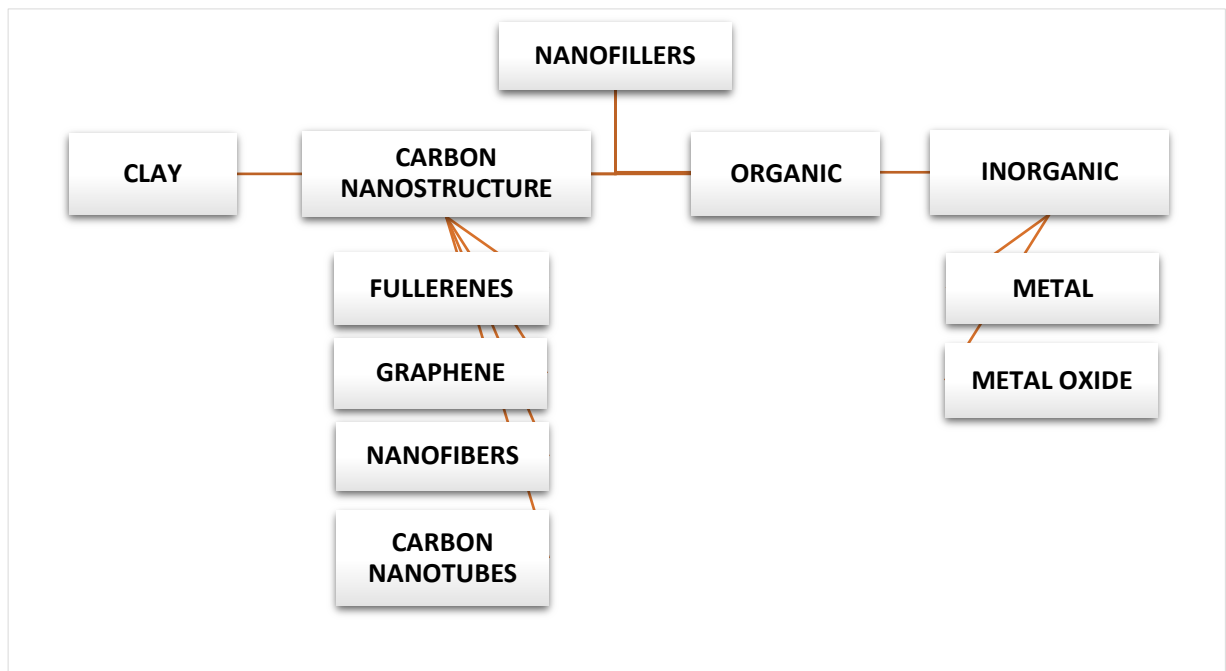 NANOFILLERS
CLAY
CARBON
NANOSTRUCTURE
ORGANIC
INORGANIC
FULLERENES
GRAPHENE
NANOFIBERS
CARBON
NANOTUBES
METAL
METAL OXIDE